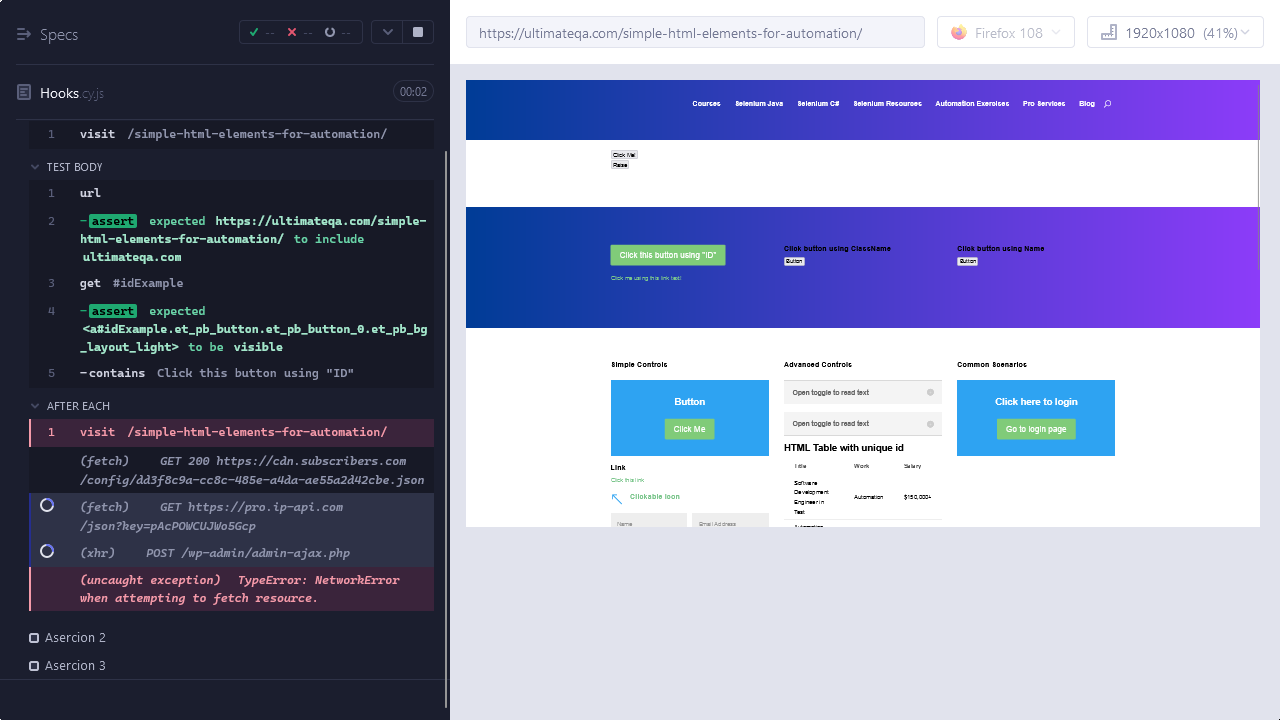 Specs
-- -- --
https://ultimateqa.com/simple-html-elements-for-automation/
Firefox 108
1920x1080 (41%)
Hooks.cy.js
00:02
1 visit /simple-html-elements-for-automation/
TEST BODY
1 url
2 -assert expected https://ultimateqa.com/simple-
html-elements-for-automation/ to include
ultimateqa.com
3 get #idExample
4 -assert expected
<a#idExample.et_pb_button.et_pb_button_0.et_pb_bg
_layout_light> to be visible
5 -contains Click this button using "ID"
AFTER EACH
1 visit /simple-html-elements-for-automation/
(fetch) GET 200 https://cdn.subscribers.com
/config/dd3f073a-ccbc-485e-a4da-ae55a2d42cbe.json
(fetch) GET https://pro.ip-api.com
/json?key=pAcPOWCUJWo5Gcp
(xhr) POST /wp-admin/admin-ajax.php
(uncaught exception) TypeError: NetworkError
when attempting to fetch resource.
Asercion 2
Asercion 3
Courses Selenium Java Selenium C# Selenium Resources Automation Exercises Pro Services Blog
Click Me!
Raise
Click this button using "ID"
Click me using this link text!
Click button using ClassName
Button
Click button using Name
Button
Simple Controls
Button
Click Me
Link
Click this link
Clickable Icon
Name
Email Address
Advanced Controls
Open toggle to read text
Open toggle to read text
HTML Table with unique id
Title Work Salary
Software
Development
Engineer in
Test
Automation
$150,000+
Automation
Common Scenarios
Click here to login
Go to login page